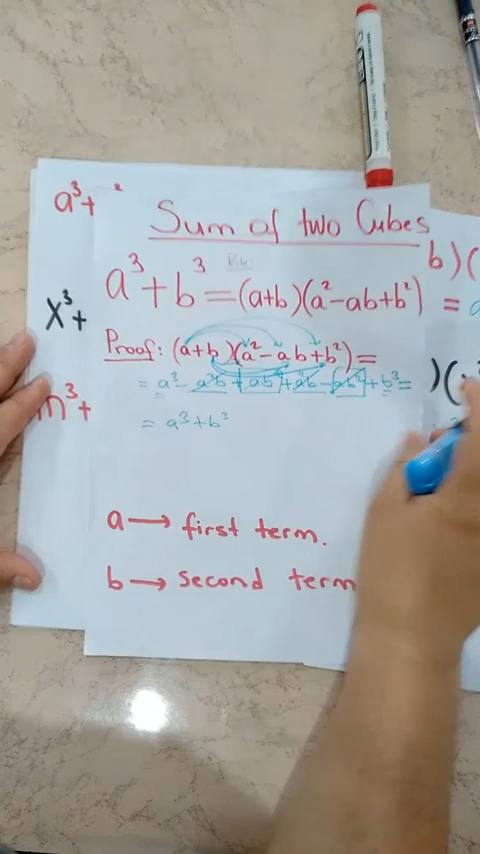 Sum of two Cubes
a³+b³=(a+b)(a²-ab+b²)
Proof: (a+b)(a²-ab+b²)=
= a³-a²b+ab²+a²b-ab²+b³=
= a³+b³
a→ first term.
b→ second term
a³+
x³+
n³+
b)(
=
)(